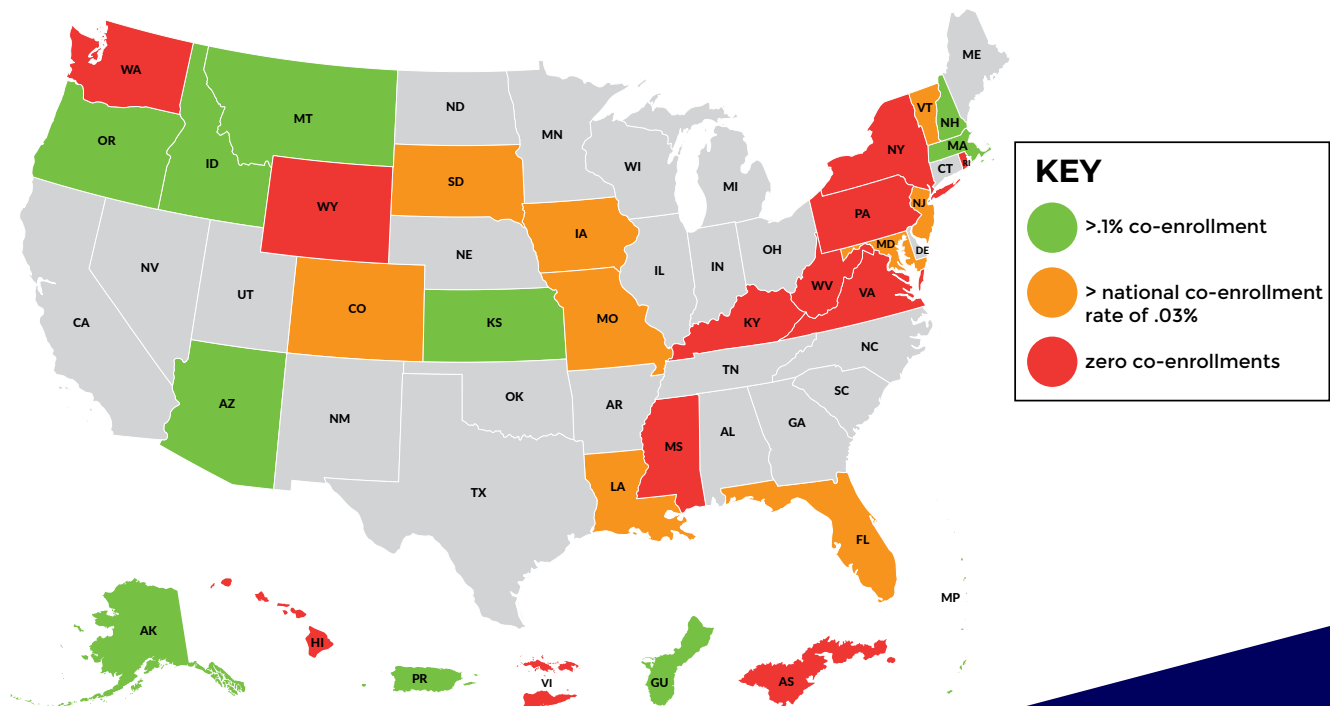 WA
OR
ID
MT
WY
CA
NV
UT
AZ
CO
NM
ND
SD
NE
KS
OK
TX
MN
IA
MO
AR
LA
WI
IL
MI
IN
OH
KY
TN
MS
AL
GA
FL
SC
NC
VA
WV
PA
NY
MD
DE
NJ
CT
RI
MA
VT
NH
ME
KEY
>.1% co-enrollment
> national co-enrollment
rate of .03%
zero co-enrollments
AK
HI
PR
VI
GU
AS
MP